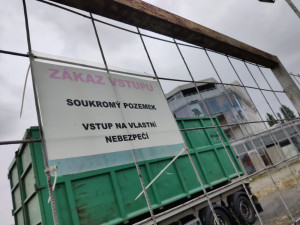 ZÁKAZ VSTUPU
SOUKROMÝ POZEMEK
VSTUP NA VLASTNÍ
NEBEZPEČÍ